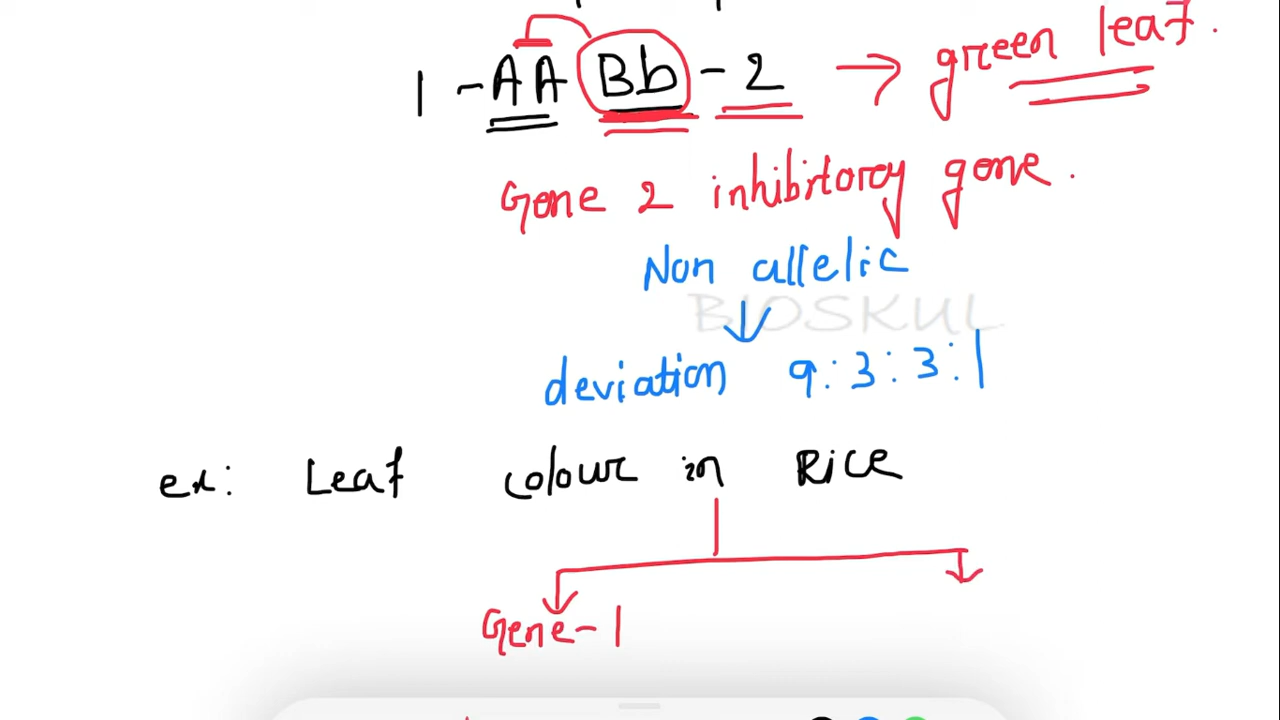 1 - AA Bb - 2 → green leaf.
Gene 2 inhibitory gene.
Non allelic
BIOSKUL
deviation 9:3:3:1
ex: Leaf colour in Rice
Gene-1